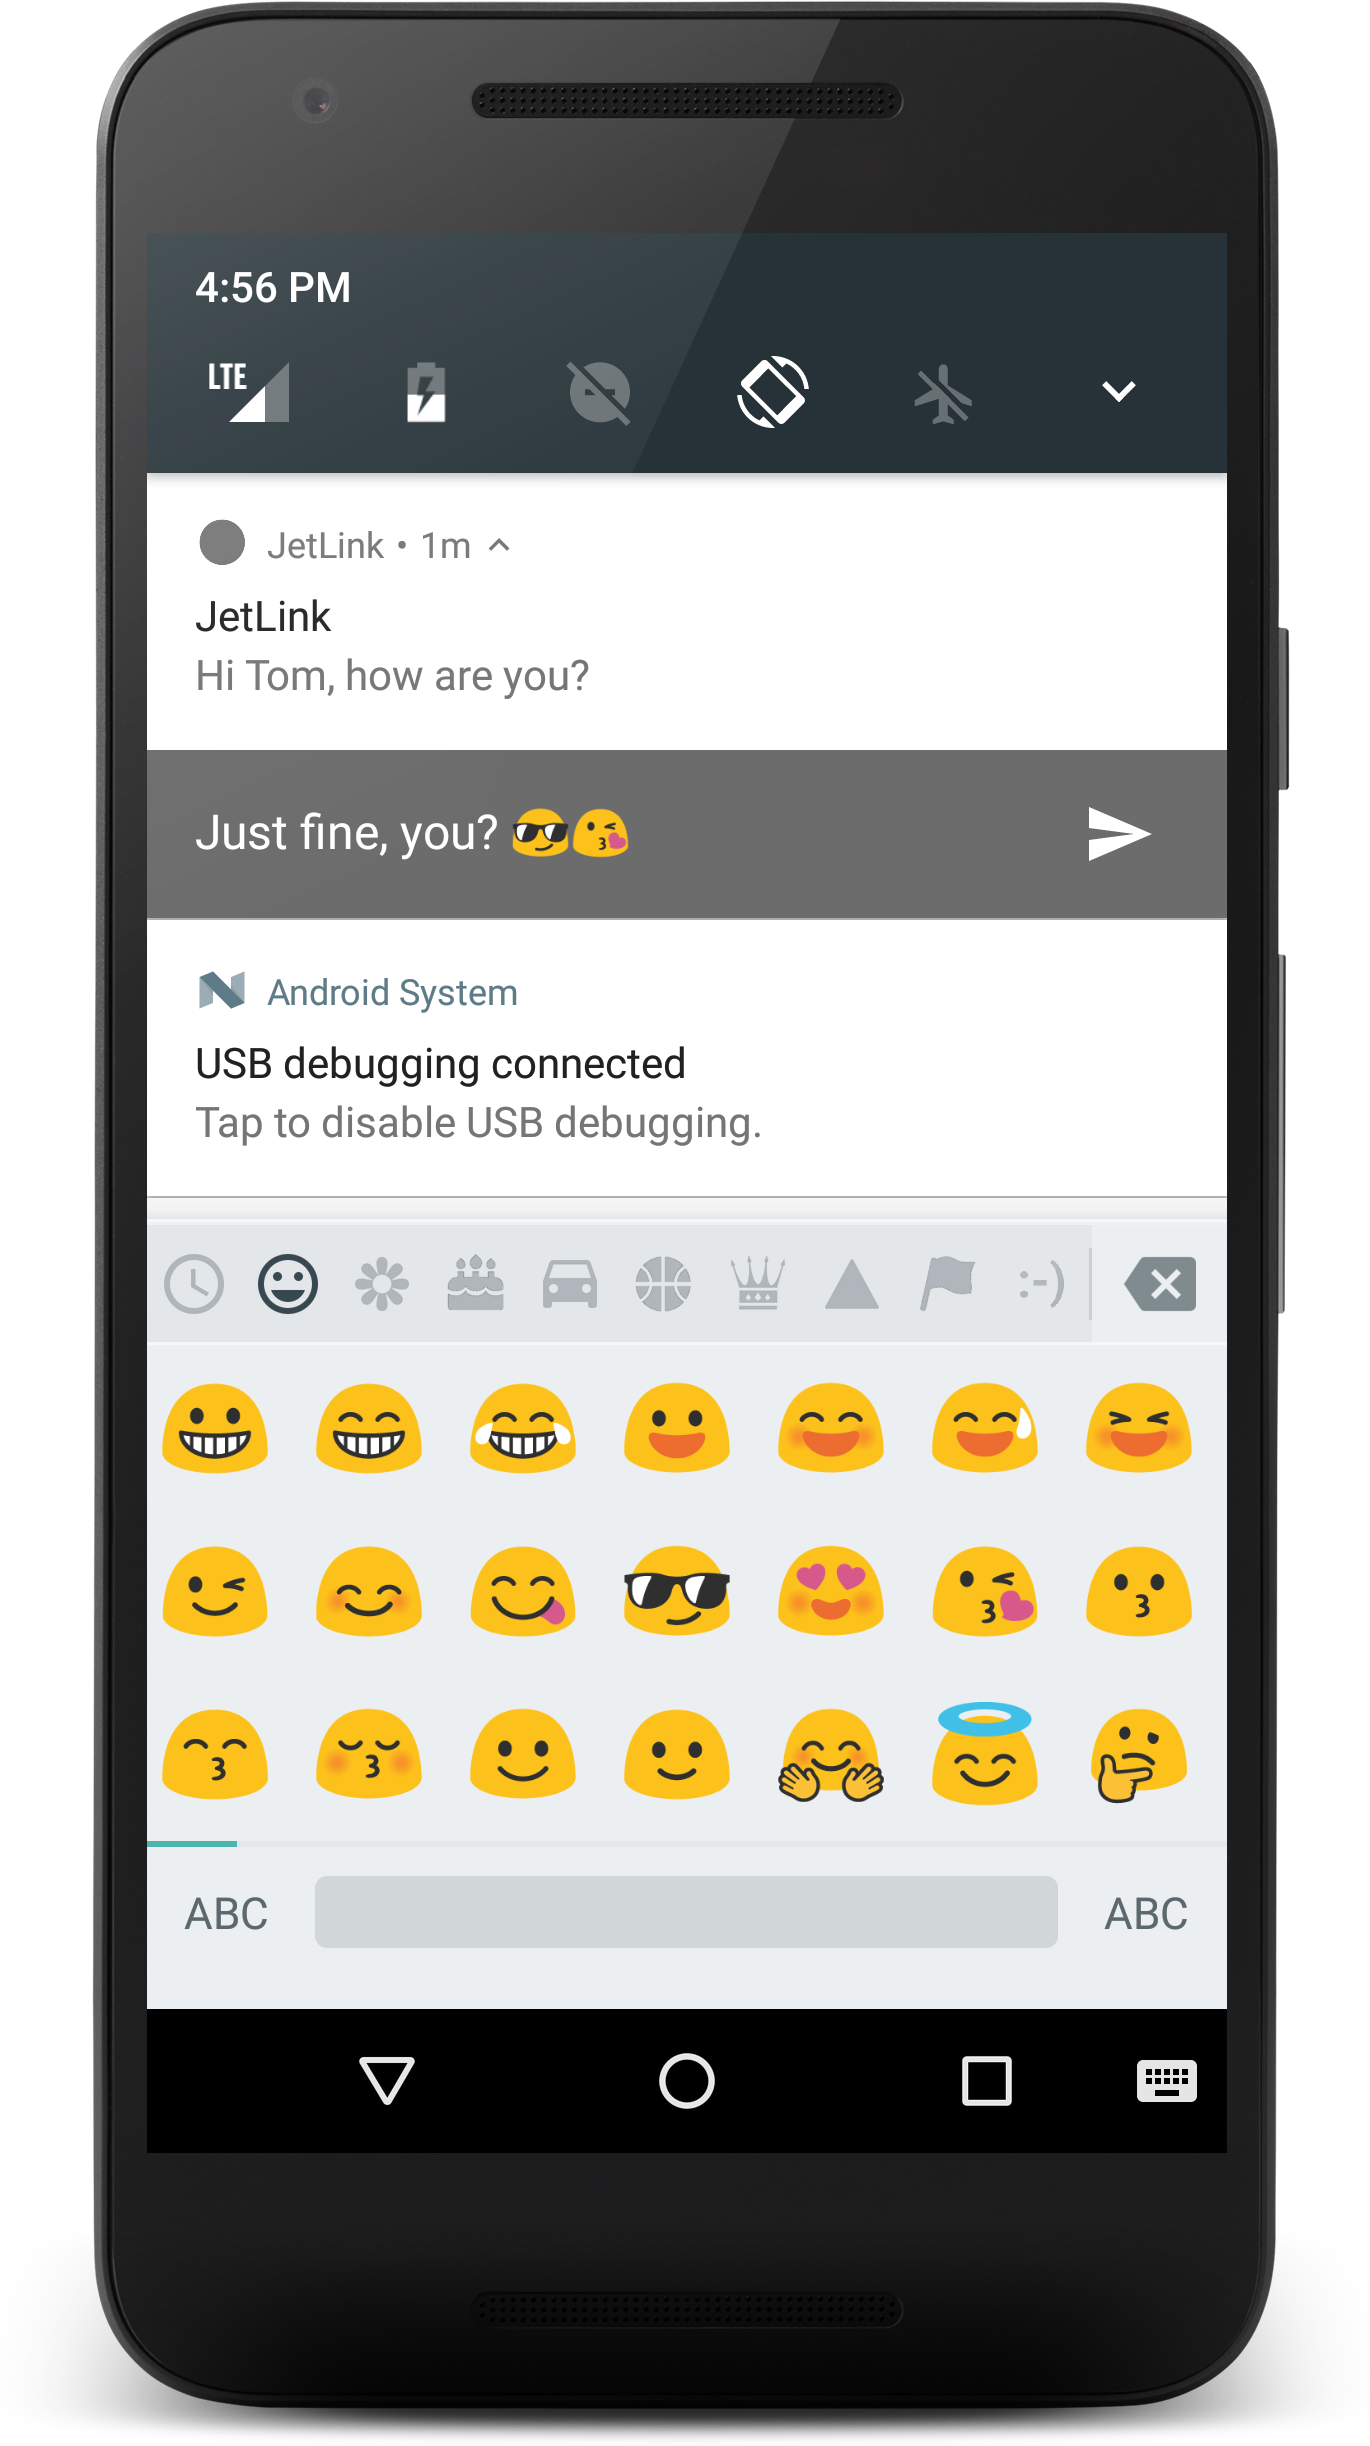 4:56 PM
LTE
JetLink • 1m
JetLink
Hi Tom, how are you?
Just fine, you? 😎😘
Android System
USB debugging connected
Tap to disable USB debugging.
:-)
ABC ABC